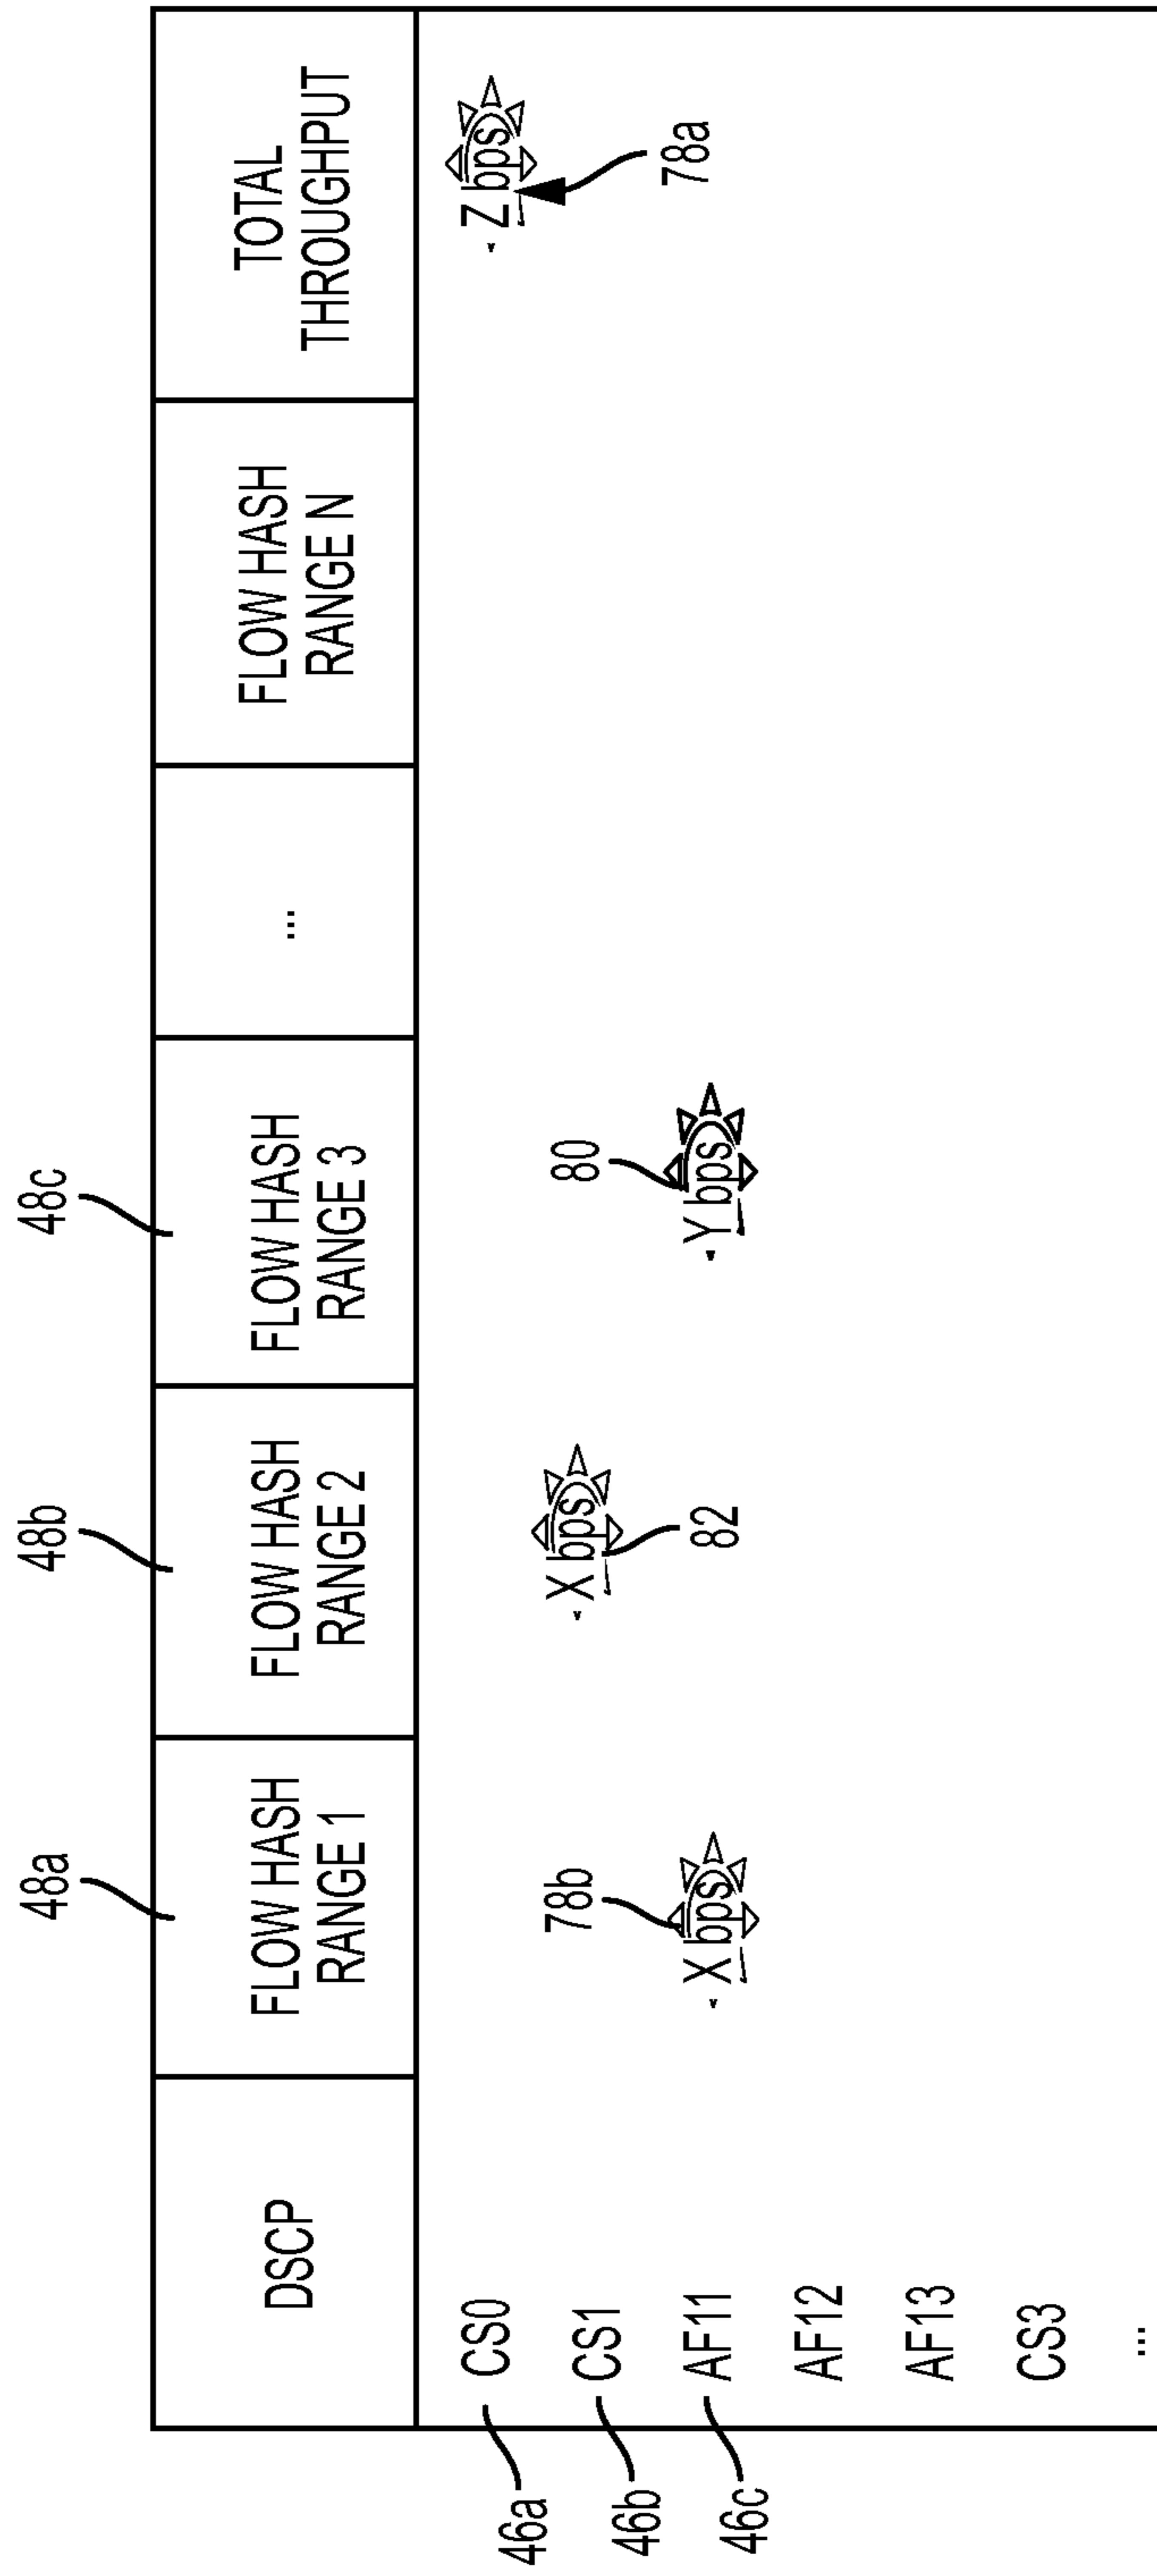 48a
48b
48c
DSCP
FLOW HASH
RANGE 1
FLOW HASH
RANGE 2
FLOW HASH
RANGE 3
...
FLOW HASH
RANGE N
TOTAL
THROUGHPUT
46a
CS0
Z bps
78a
46b
CS1
X bps
82
46c
AF11
78b
X bps
80
Y bps
AF12
AF13
CS3
...